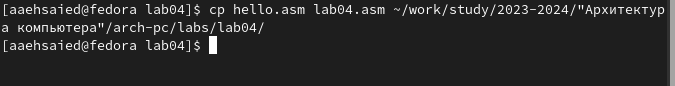 [aaehsaied@fedora lab04]$ cp hello.asm lab04.asm ~/work/study/2023-2024/"Архитектур
а компьютера"/arch-pc/labs/lab04/
[aaehsaied@fedora lab04]$